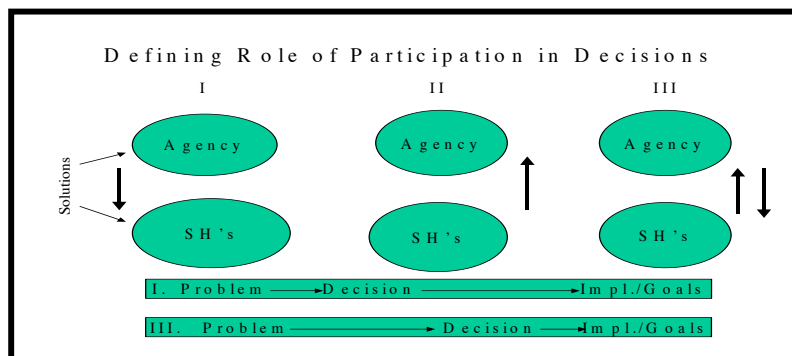 Defining Role of Participation in Decisions
I II III
Agency Agency Agency
Solutions
SH's SH's SH's
I. Problem Decision Impl./Goals
III. Problem Decision Impl./Goals